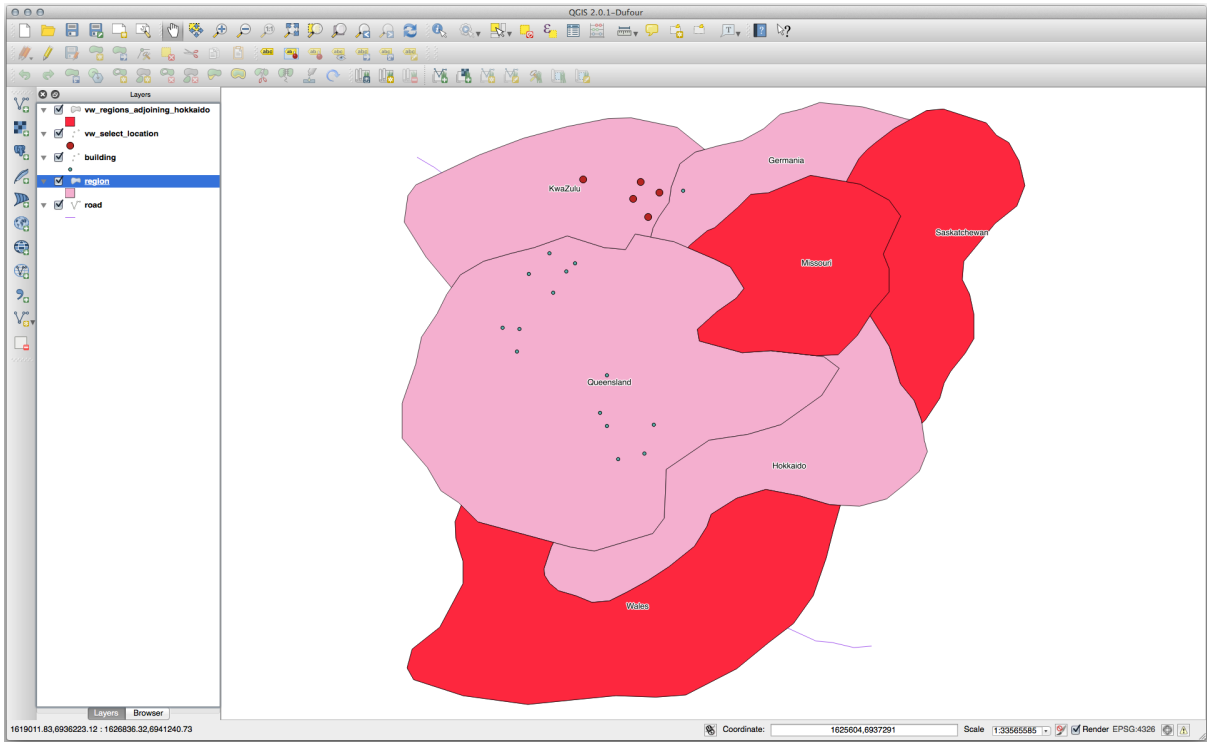 QGIS 2.0.1-Dufour
Layers
vw_regions_adjoining_hokkaido
vw_select_location
building
region
road
Germania
KwaZulu
Saskatchewan
Missouri
Queensland
Hokkaido
Wales
Layers Browser
1619011.83,6936223.12 : 1626836.32,6941240.73
Coordinate: 1625604,6937291
Scale 1:33565585
Render EPSG:4326